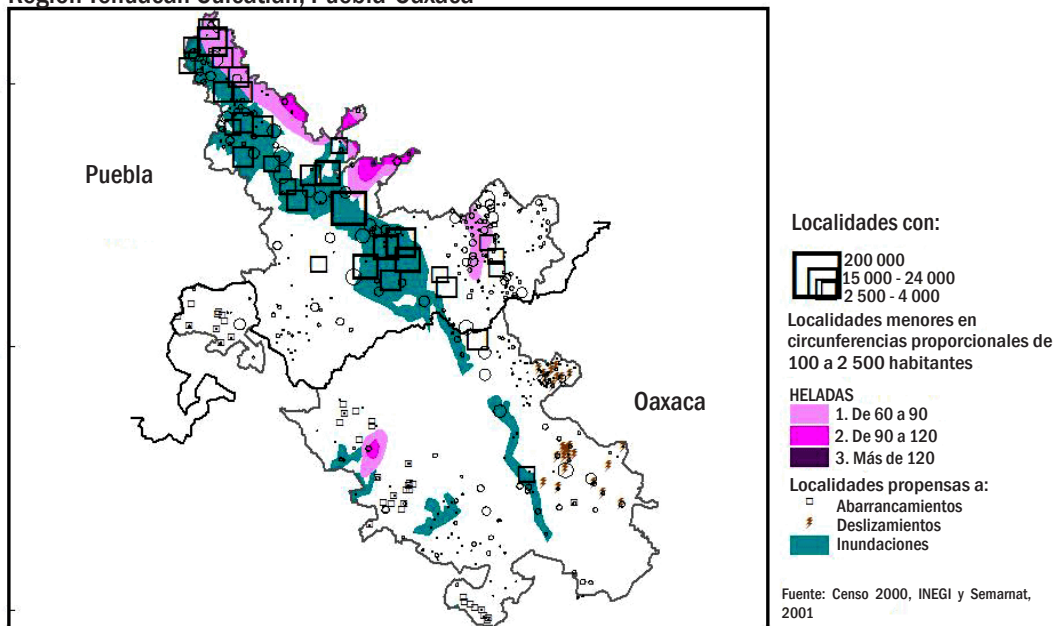 Región Tehuacán-Cuicatlán, Puebla-Oaxaca
Puebla
Oaxaca
Localidades con:
200 000
15 000 - 24 000
2 500 - 4 000
Localidades menores en
circunferencias proporcionales de
100 a 2 500 habitantes
HELADAS
1. De 60 a 90
2. De 90 a 120
3. Más de 120
Localidades propensas a:
Abarrancamientos
Deslizamientos
Inundaciones
Fuente: Censo 2000, INEGI y Semarnat,
2001